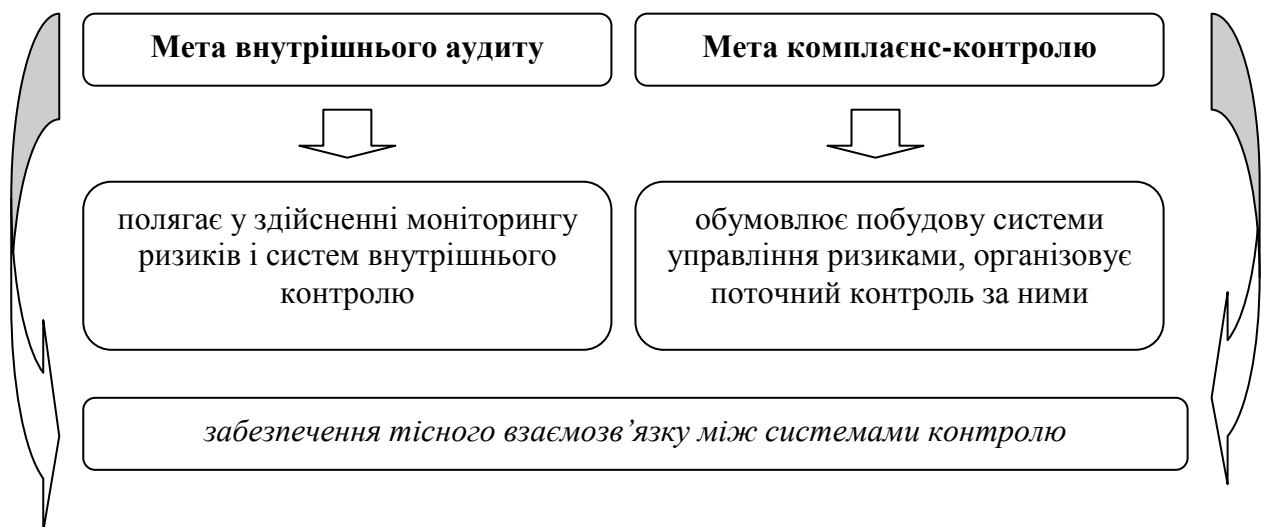 Мета внутрішнього аудиту
Мета комплаєнс-контролю
полягає у здійсненні моніторингу
ризиків і систем внутрішнього
контролю
обумовлює побудову системи
управління ризиками, організовує
поточний контроль за ними
забезпечення тісного взаємозв’язку між системами контролю